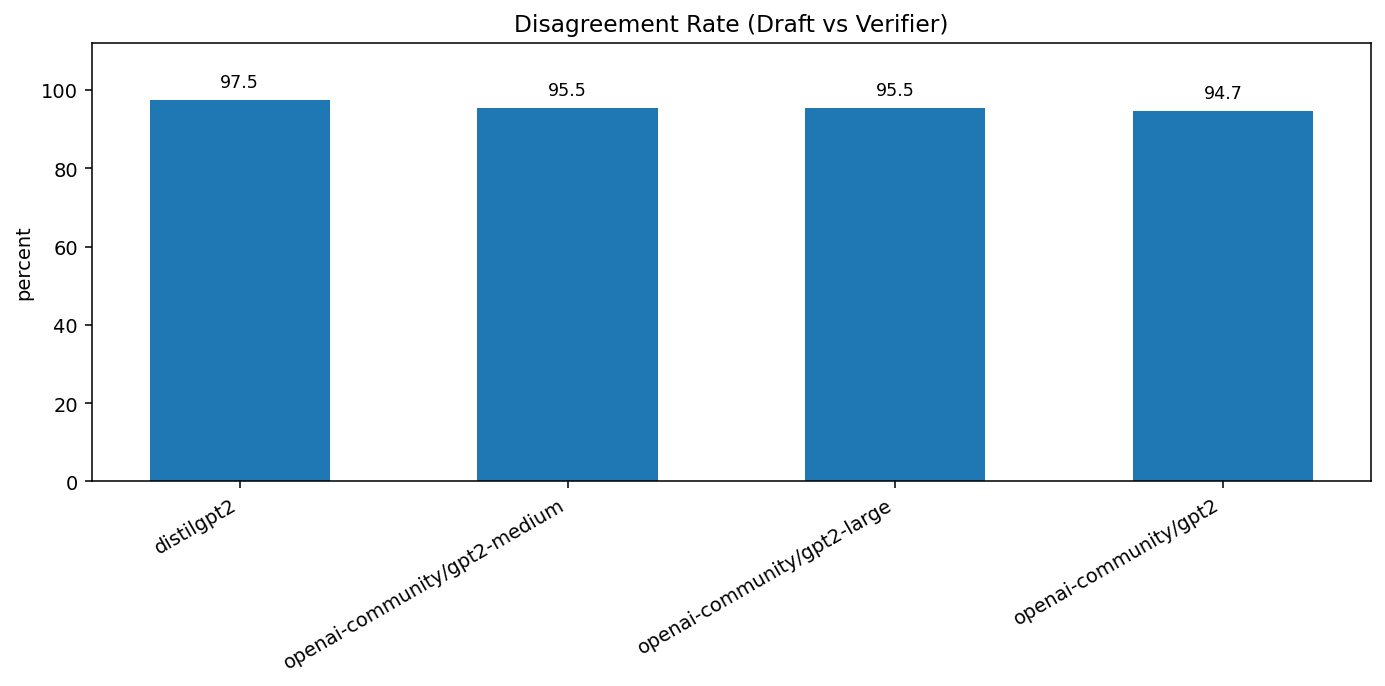 Disagreement Rate (Draft vs Verifier)
percent
100
80
60
40
20
0
97.5
95.5
95.5
94.7
distilgpt2
openai-community/gpt2-medium
openai-community/gpt2-large
openai-community/gpt2